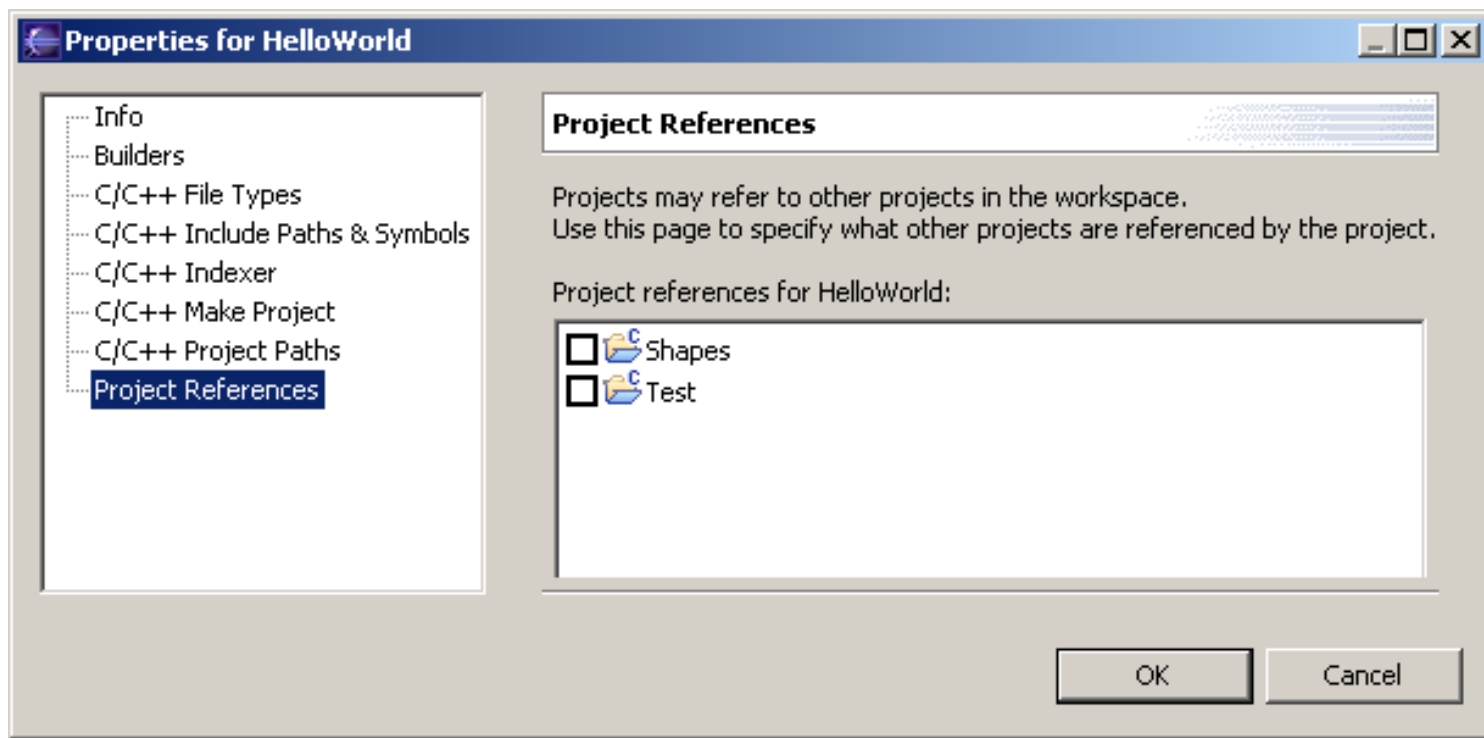 Properties for HelloWorld
Info
Builders
C/C++ File Types
C/C++ Include Paths & Symbols
C/C++ Indexer
C/C++ Make Project
C/C++ Project Paths
Project References
Project References
Projects may refer to other projects in the workspace.
Use this page to specify what other projects are referenced by the project.
Project references for HelloWorld:
Shapes
Test
OK
Cancel